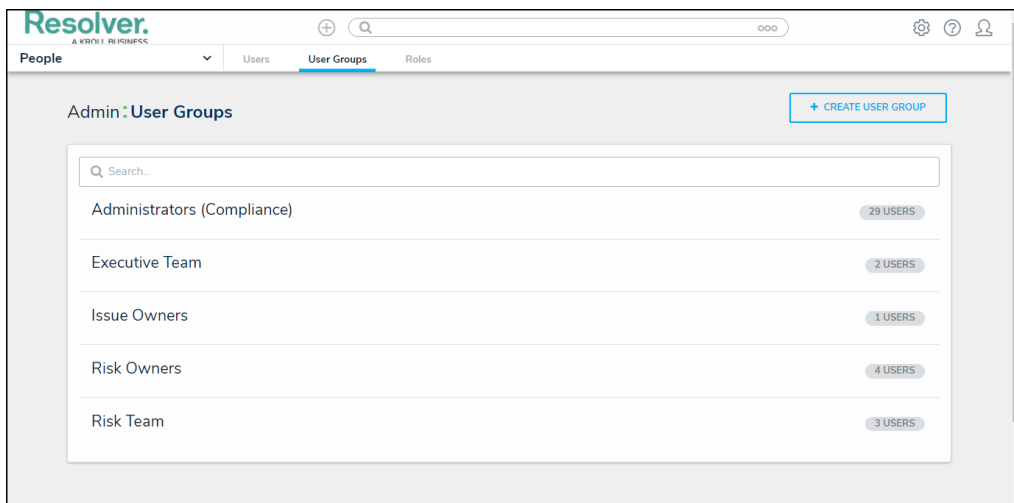 Resolver.
A KROLL BUSINESS
People
Users
User Groups
Roles
Admin:User Groups
+ CREATE USER GROUP
Search...
Administrators (Compliance)
29 USERS
Executive Team
2 USERS
Issue Owners
1 USERS
Risk Owners
4 USERS
Risk Team
3 USERS